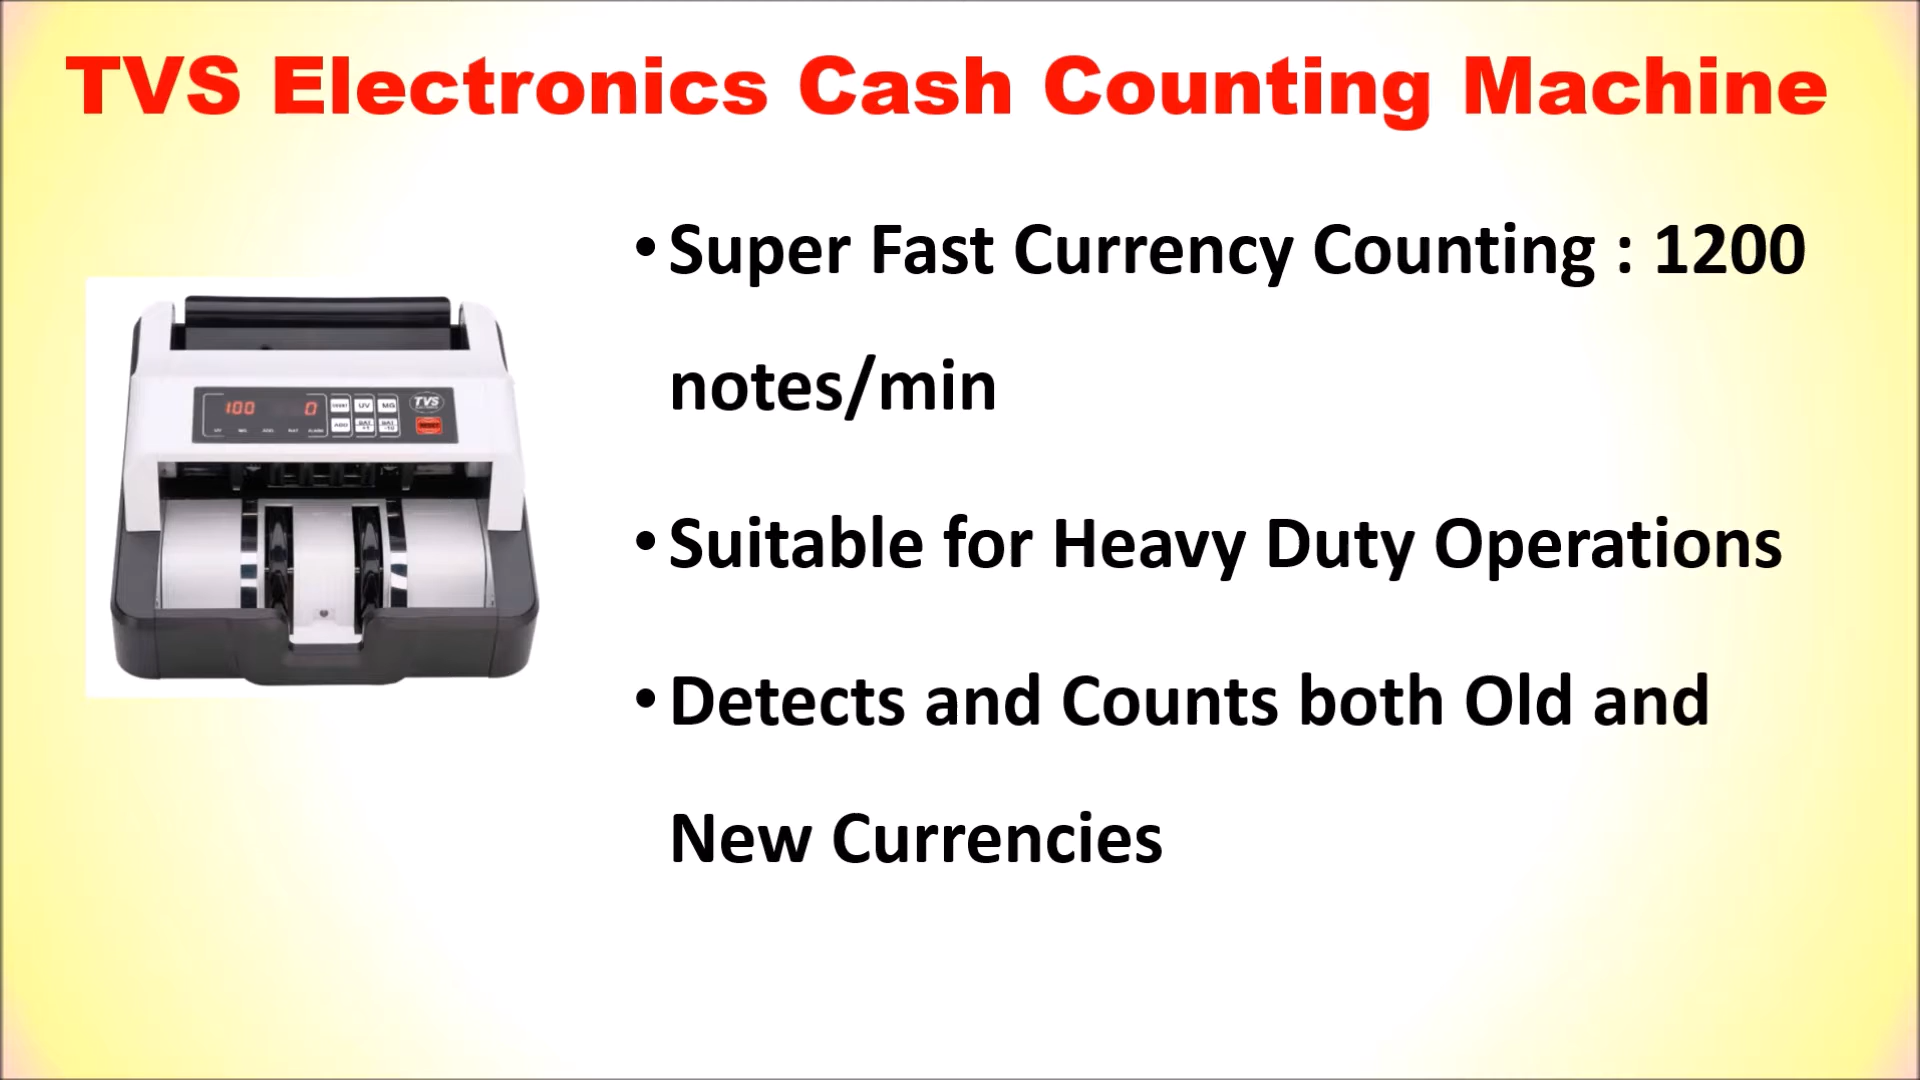 TVS Electronics Cash Counting Machine
• Super Fast Currency Counting : 1200
notes/min
• Suitable for Heavy Duty Operations
• Detects and Counts both Old and
New Currencies
100 0
UV MG
ADD
TVS